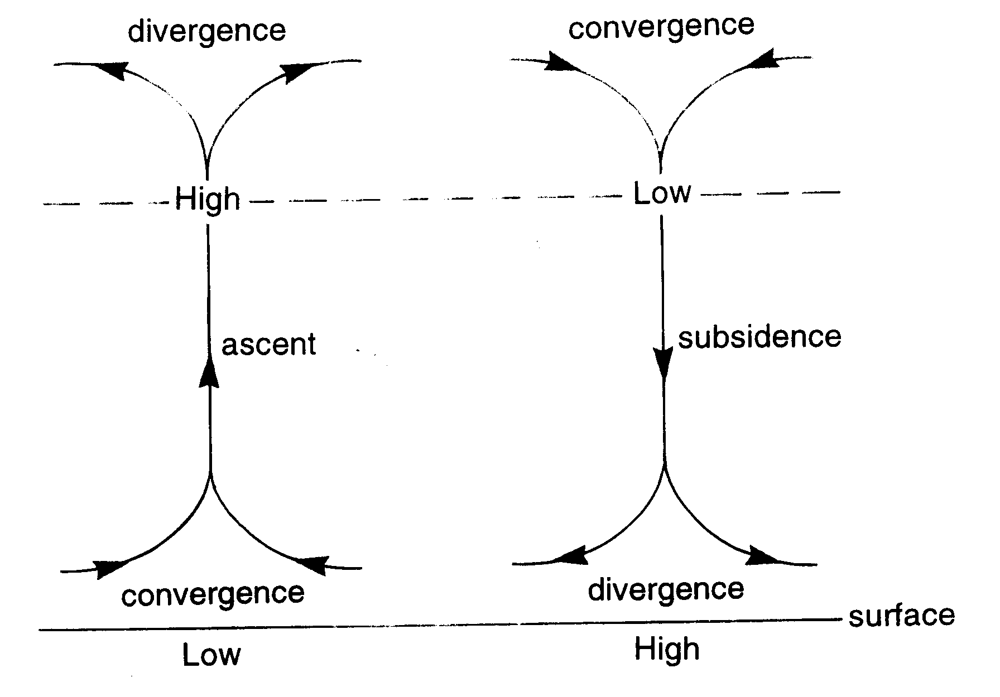 divergence
convergence
High
Low
ascent
subsidence
convergence
divergence
surface
Low
High